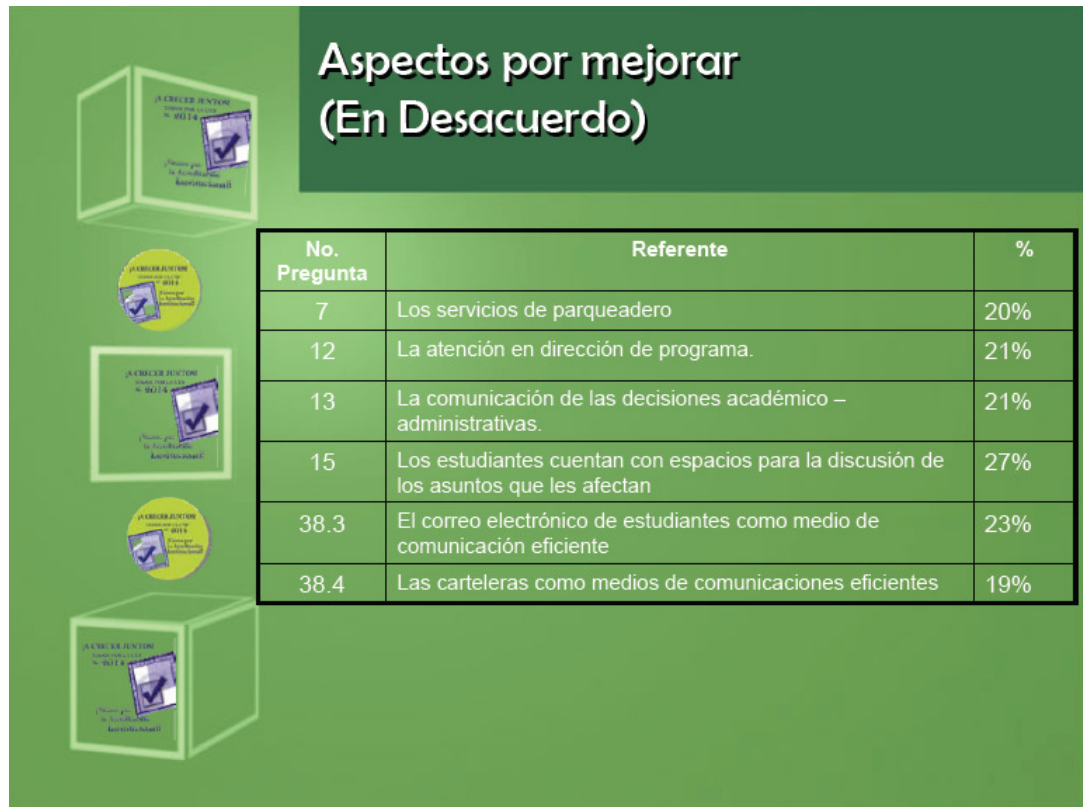 Aspectos por mejorar
(En Desacuerdo)
¡A CRECER JUNTOS!
2014
No. Pregunta Referente %
7 Los servicios de parqueadero 20%
12 La atención en dirección de programa. 21%
13 La comunicación de las decisiones académico –
administrativas. 21%
15 Los estudiantes cuentan con espacios para la discusión de
los asuntos que les afectan 27%
38.3 El correo electrónico de estudiantes como medio de
comunicación eficiente 23%
38.4 Las carteleras como medios de comunicaciones eficientes 19%